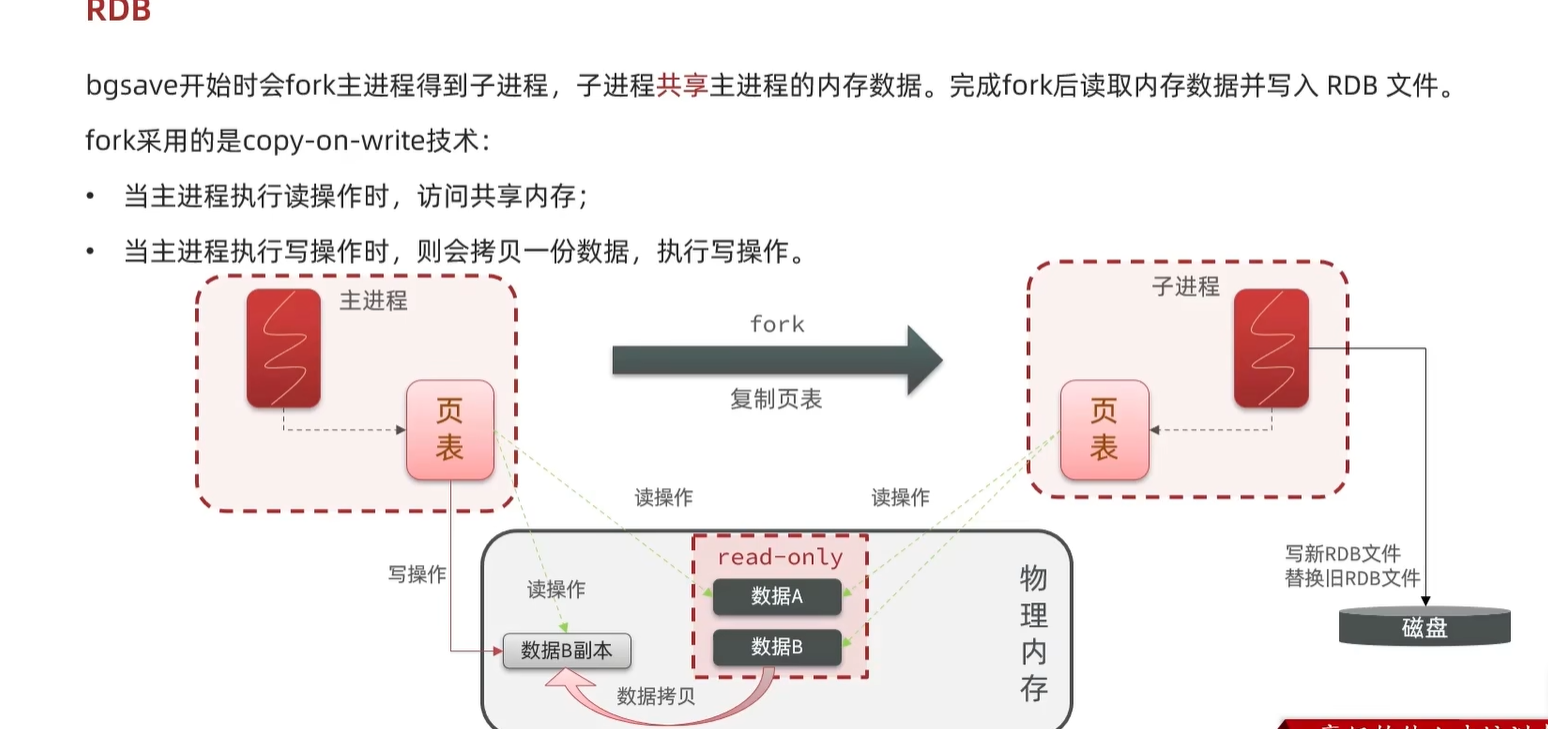 RDB
bgsave开始时会fork主进程得到子进程，子进程共享主进程的内存数据。完成fork后读取内存数据并写入 RDB 文件。
fork采用的是copy-on-write技术：
• 当主进程执行读操作时，访问共享内存；
• 当主进程执行写操作时，则会拷贝一份数据，执行写操作。
主进程
页
表
fork
复制页表
子进程
页
表
读操作
读操作
写操作
读操作
read-only
数据A
数据B
数据B副本
数据拷贝
物
理
内
存
写新RDB文件
替换旧RDB文件
磁盘